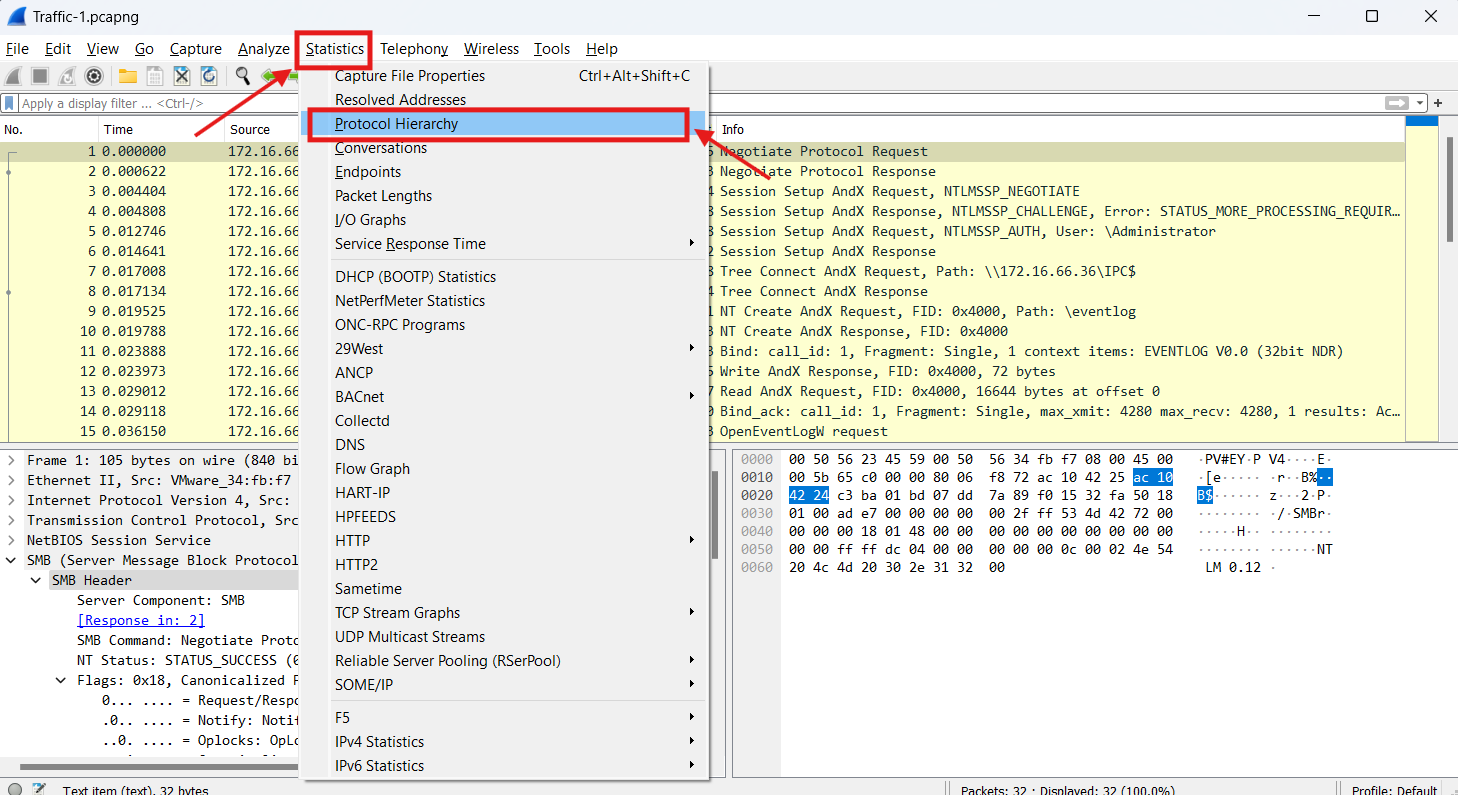 Traffic-1.pcapng
File Edit View Go Capture Analyze Statistics Telephony Wireless Tools Help
Apply a display filter ... <Ctrl-/>
No. Time Source Info
1 0.000000 172.16.66 Negotiate Protocol Request
2 0.000622 172.16.66 Negotiate Protocol Response
3 0.004404 172.16.66 Session Setup AndX Request, NTLMSSP_NEGOTIATE
4 0.004808 172.16.66 Session Setup AndX Response, NTLMSSP_CHALLENGE, Error: STATUS_MORE_PROCESSING_REQUIR…
5 0.012746 172.16.66 Session Setup AndX Request, NTLMSSP_AUTH, User: \Administrator
6 0.014641 172.16.66 Session Setup AndX Response
7 0.017008 172.16.66 Tree Connect AndX Request, Path: \\172.16.66.36\IPC$
8 0.017134 172.16.66 Tree Connect AndX Response
9 0.019525 172.16.66 NT Create AndX Request, FID: 0x4000, Path: \eventlog
10 0.019788 172.16.66 NT Create AndX Response, FID: 0x4000
11 0.023888 172.16.66 Bind: call_id: 1, Fragment: Single, 1 context items: EVENTLOG V0.0 (32bit NDR)
12 0.023973 172.16.66 Write AndX Response, FID: 0x4000, 72 bytes
13 0.029012 172.16.66 Read AndX Request, FID: 0x4000, 16644 bytes at offset 0
14 0.029118 172.16.66 Bind_ack: call_id: 1, Fragment: Single, max_xmit: 4280 max_recv: 4280, 1 results: Ac…
15 0.036150 172.16.66 OpenEventLogW request
Capture File Properties Ctrl+Alt+Shift+C
Resolved Addresses
Protocol Hierarchy
Conversations
Endpoints
Packet Lengths
I/O Graphs
Service Response Time
DHCP (BOOTP) Statistics
NetPerfMeter Statistics
ONC-RPC Programs
29West
ANCP
BACnet
Collectd
DNS
Flow Graph
HART-IP
HPFEEDS
HTTP
HTTP2
Sametime
TCP Stream Graphs
UDP Multicast Streams
Reliable Server Pooling (RSerPool)
SOME/IP
F5
IPv4 Statistics
IPv6 Statistics
Frame 1: 105 bytes on wire (840 bi
Ethernet II, Src: VMware_34:fb:f7
Internet Protocol Version 4, Src:
Transmission Control Protocol, Src
NetBIOS Session Service
SMB (Server Message Block Protocol
SMB Header
Server Component: SMB
[Response in: 2]
SMB Command: Negotiate Proto
NT Status: STATUS_SUCCESS (0
Flags: 0x18, Canonicalized P
0... .... = Request/Respo
.0.. .... = Notify: Notif
..0. .... = Oplocks: OpLo
0000 00 50 56 23 45 59 00 50 56 34 fb f7 08 00 45 00 ·PV#EY·P V4····E·
0010 00 5b 65 c0 00 00 80 06 f8 72 ac 10 42 25 ac 10 ·[e····· ·r··B%··
0020 42 24 c3 ba 01 bd 07 dd 7a 89 f0 15 32 fa 50 18 B$······ z···2·P·
0030 01 00 ad e7 00 00 00 00 00 2f ff 53 4d 42 72 00 ········ ·/·SMBr·
0040 00 00 00 18 01 48 00 00 00 00 00 00 00 00 00 00 ·····H·· ········
0050 00 00 ff ff dc 04 00 00 00 00 00 0c 00 02 4e 54 ········ ······NT
0060 20 4c 4d 20 30 2e 31 32 00 LM 0.12 ·
Text item (text), 32 bytes Packets: 32 · Displayed: 32 (100.0%) Profile: Default